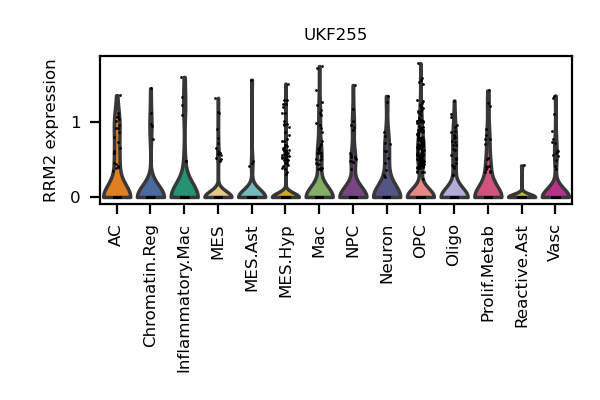 UKF255
RRM2 expression
1
0
AC
Chromatin.Reg
Inflammatory.Mac
MES
MES.Ast
MES.Hyp
Mac
NPC
Neuron
OPC
Oligo
Prolif.Metab
Reactive.Ast
Vasc